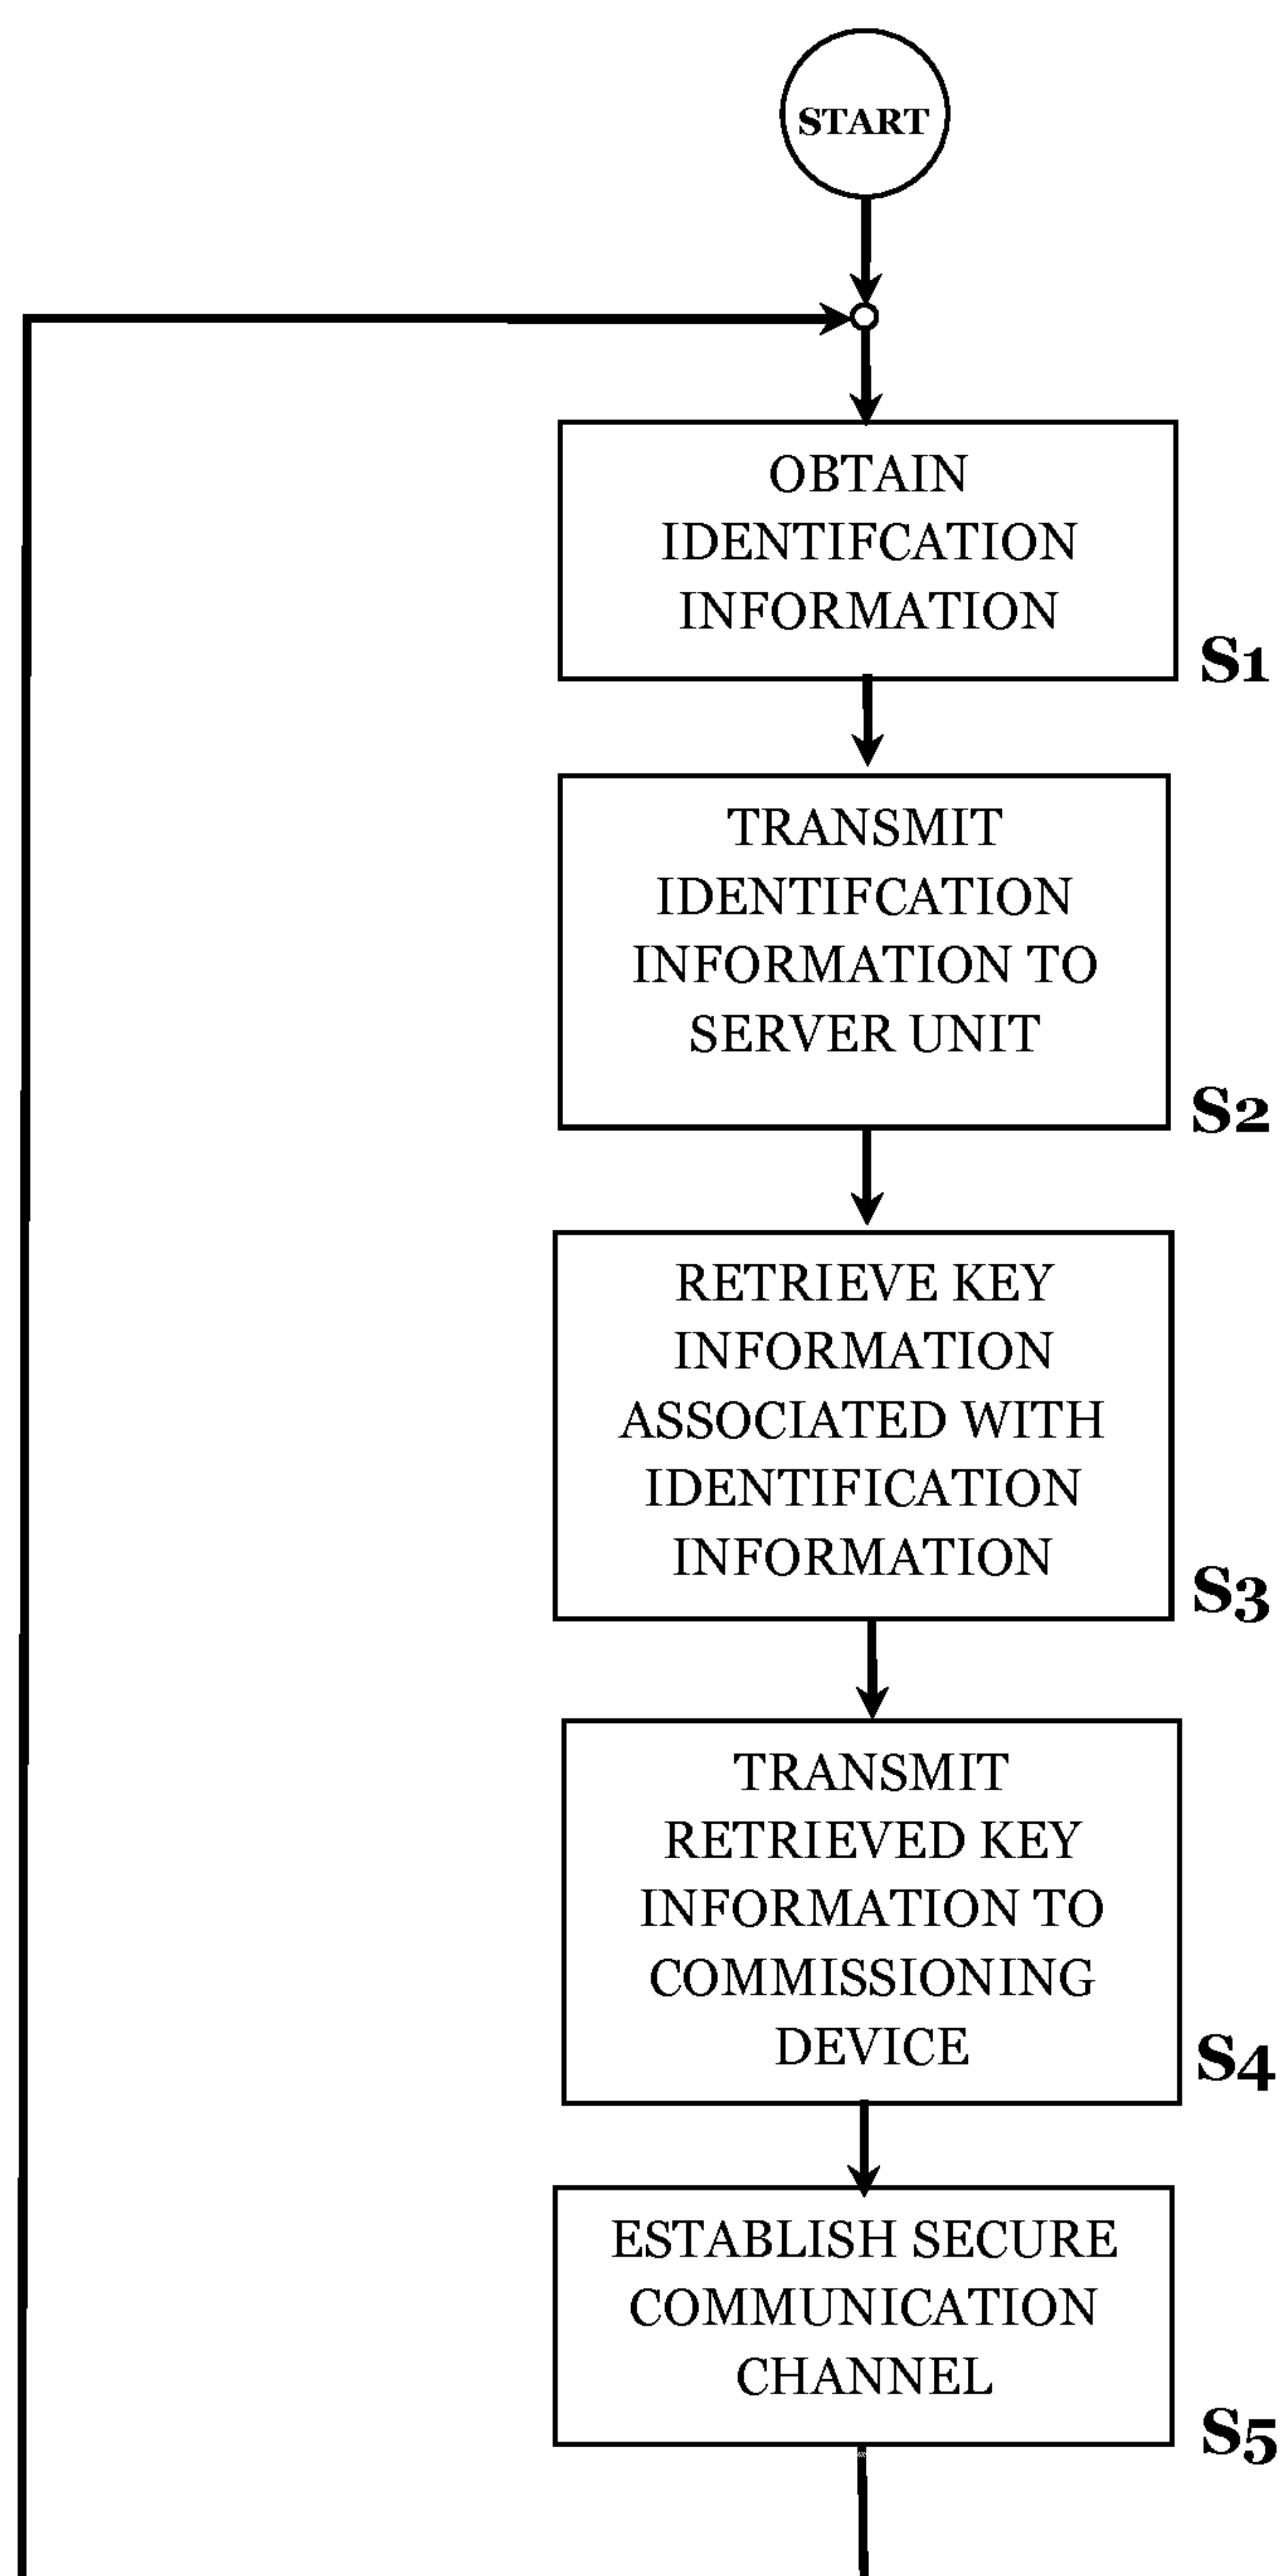 START
OBTAIN
IDENTIFCATION
INFORMATION
S1
TRANSMIT
IDENTIFCATION
INFORMATION TO
SERVER UNIT
S2
RETRIEVE KEY
INFORMATION
ASSOCIATED WITH
IDENTIFICATION
INFORMATION
S3
TRANSMIT
RETRIEVED KEY
INFORMATION TO
COMMISSIONING
DEVICE
S4
ESTABLISH SECURE
COMMUNICATION
CHANNEL
S5